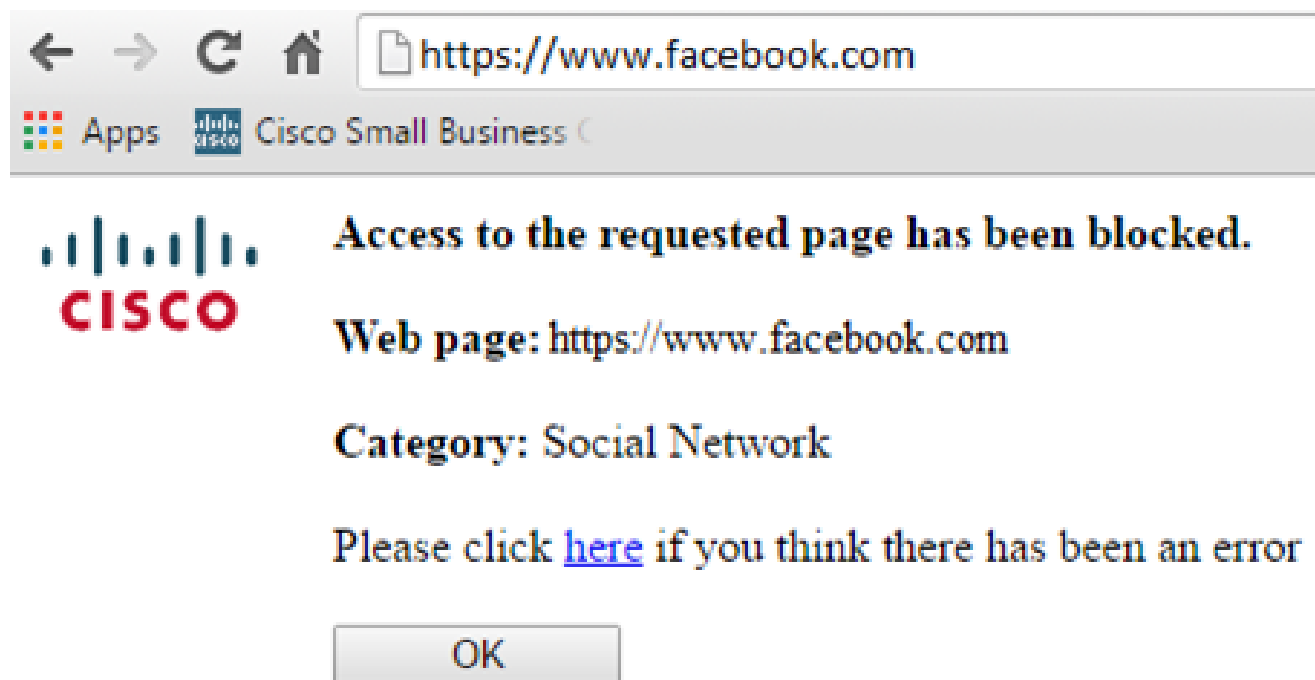 https://www.facebook.com
Apps Cisco Small Business
CISCO
Access to the requested page has been blocked.
Web page: https://www.facebook.com
Category: Social Network
Please click here if you think there has been an error
OK